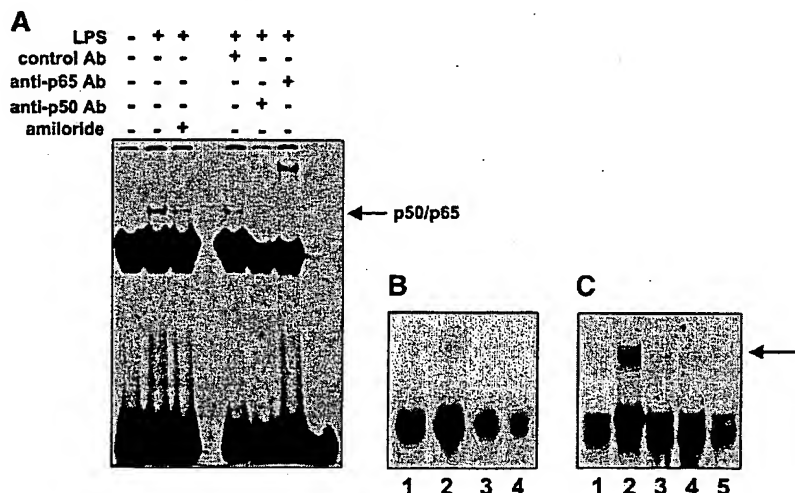 A
LPS - + + + + +
control Ab - - - + - -
anti-p65 Ab - - - - - +
anti-p50 Ab - - - - + -
amiloride - - + - - -
p50/p65
B
C
1 2 3 4
1 2 3 4 5